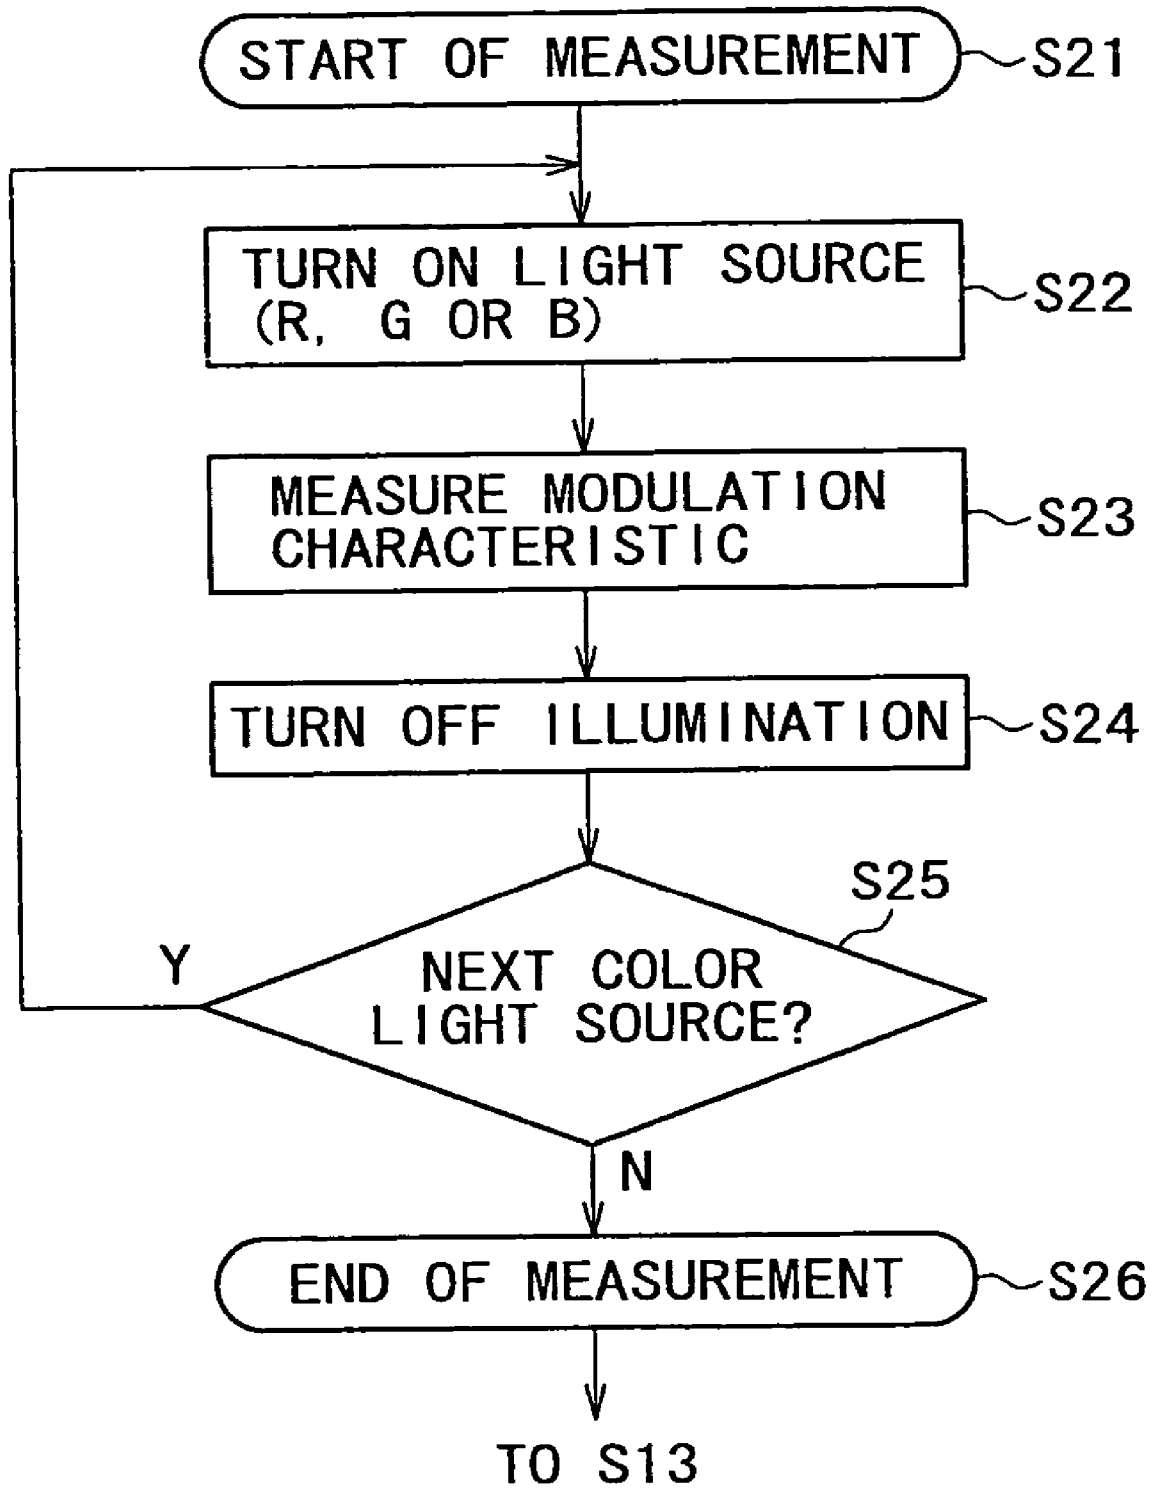 START OF MEASUREMENT S21
TURN ON LIGHT SOURCE
(R, G OR B)
S22
MEASURE MODULATION
CHARACTERISTIC
S23
TURN OFF ILLUMINATION S24
S25
Y
NEXT COLOR
LIGHT SOURCE?
N
END OF MEASUREMENT S26
TO S13